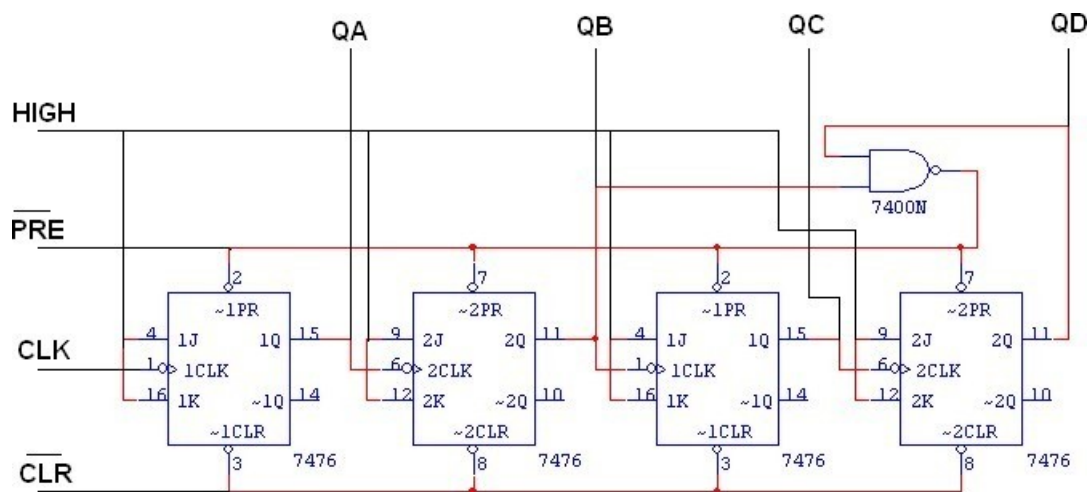 QA QB QC QD
HIGH
7400N
PRE
2 7 2 7
~1PR ~2PR ~1PR ~2PR
4 1J 1Q 15 9 2J 2Q 11 4 1J 1Q 15 9 2J 2Q 11
CLK 1 1CLK 6 2CLK 1 1CLK 6 2CLK
16 1K ~1Q 14 12 2K ~2Q 10 16 1K ~1Q 14 12 2K ~2Q 10
~1CLR ~2CLR ~1CLR ~2CLR
CLR 3 7476 8 7476 3 7476 8 7476